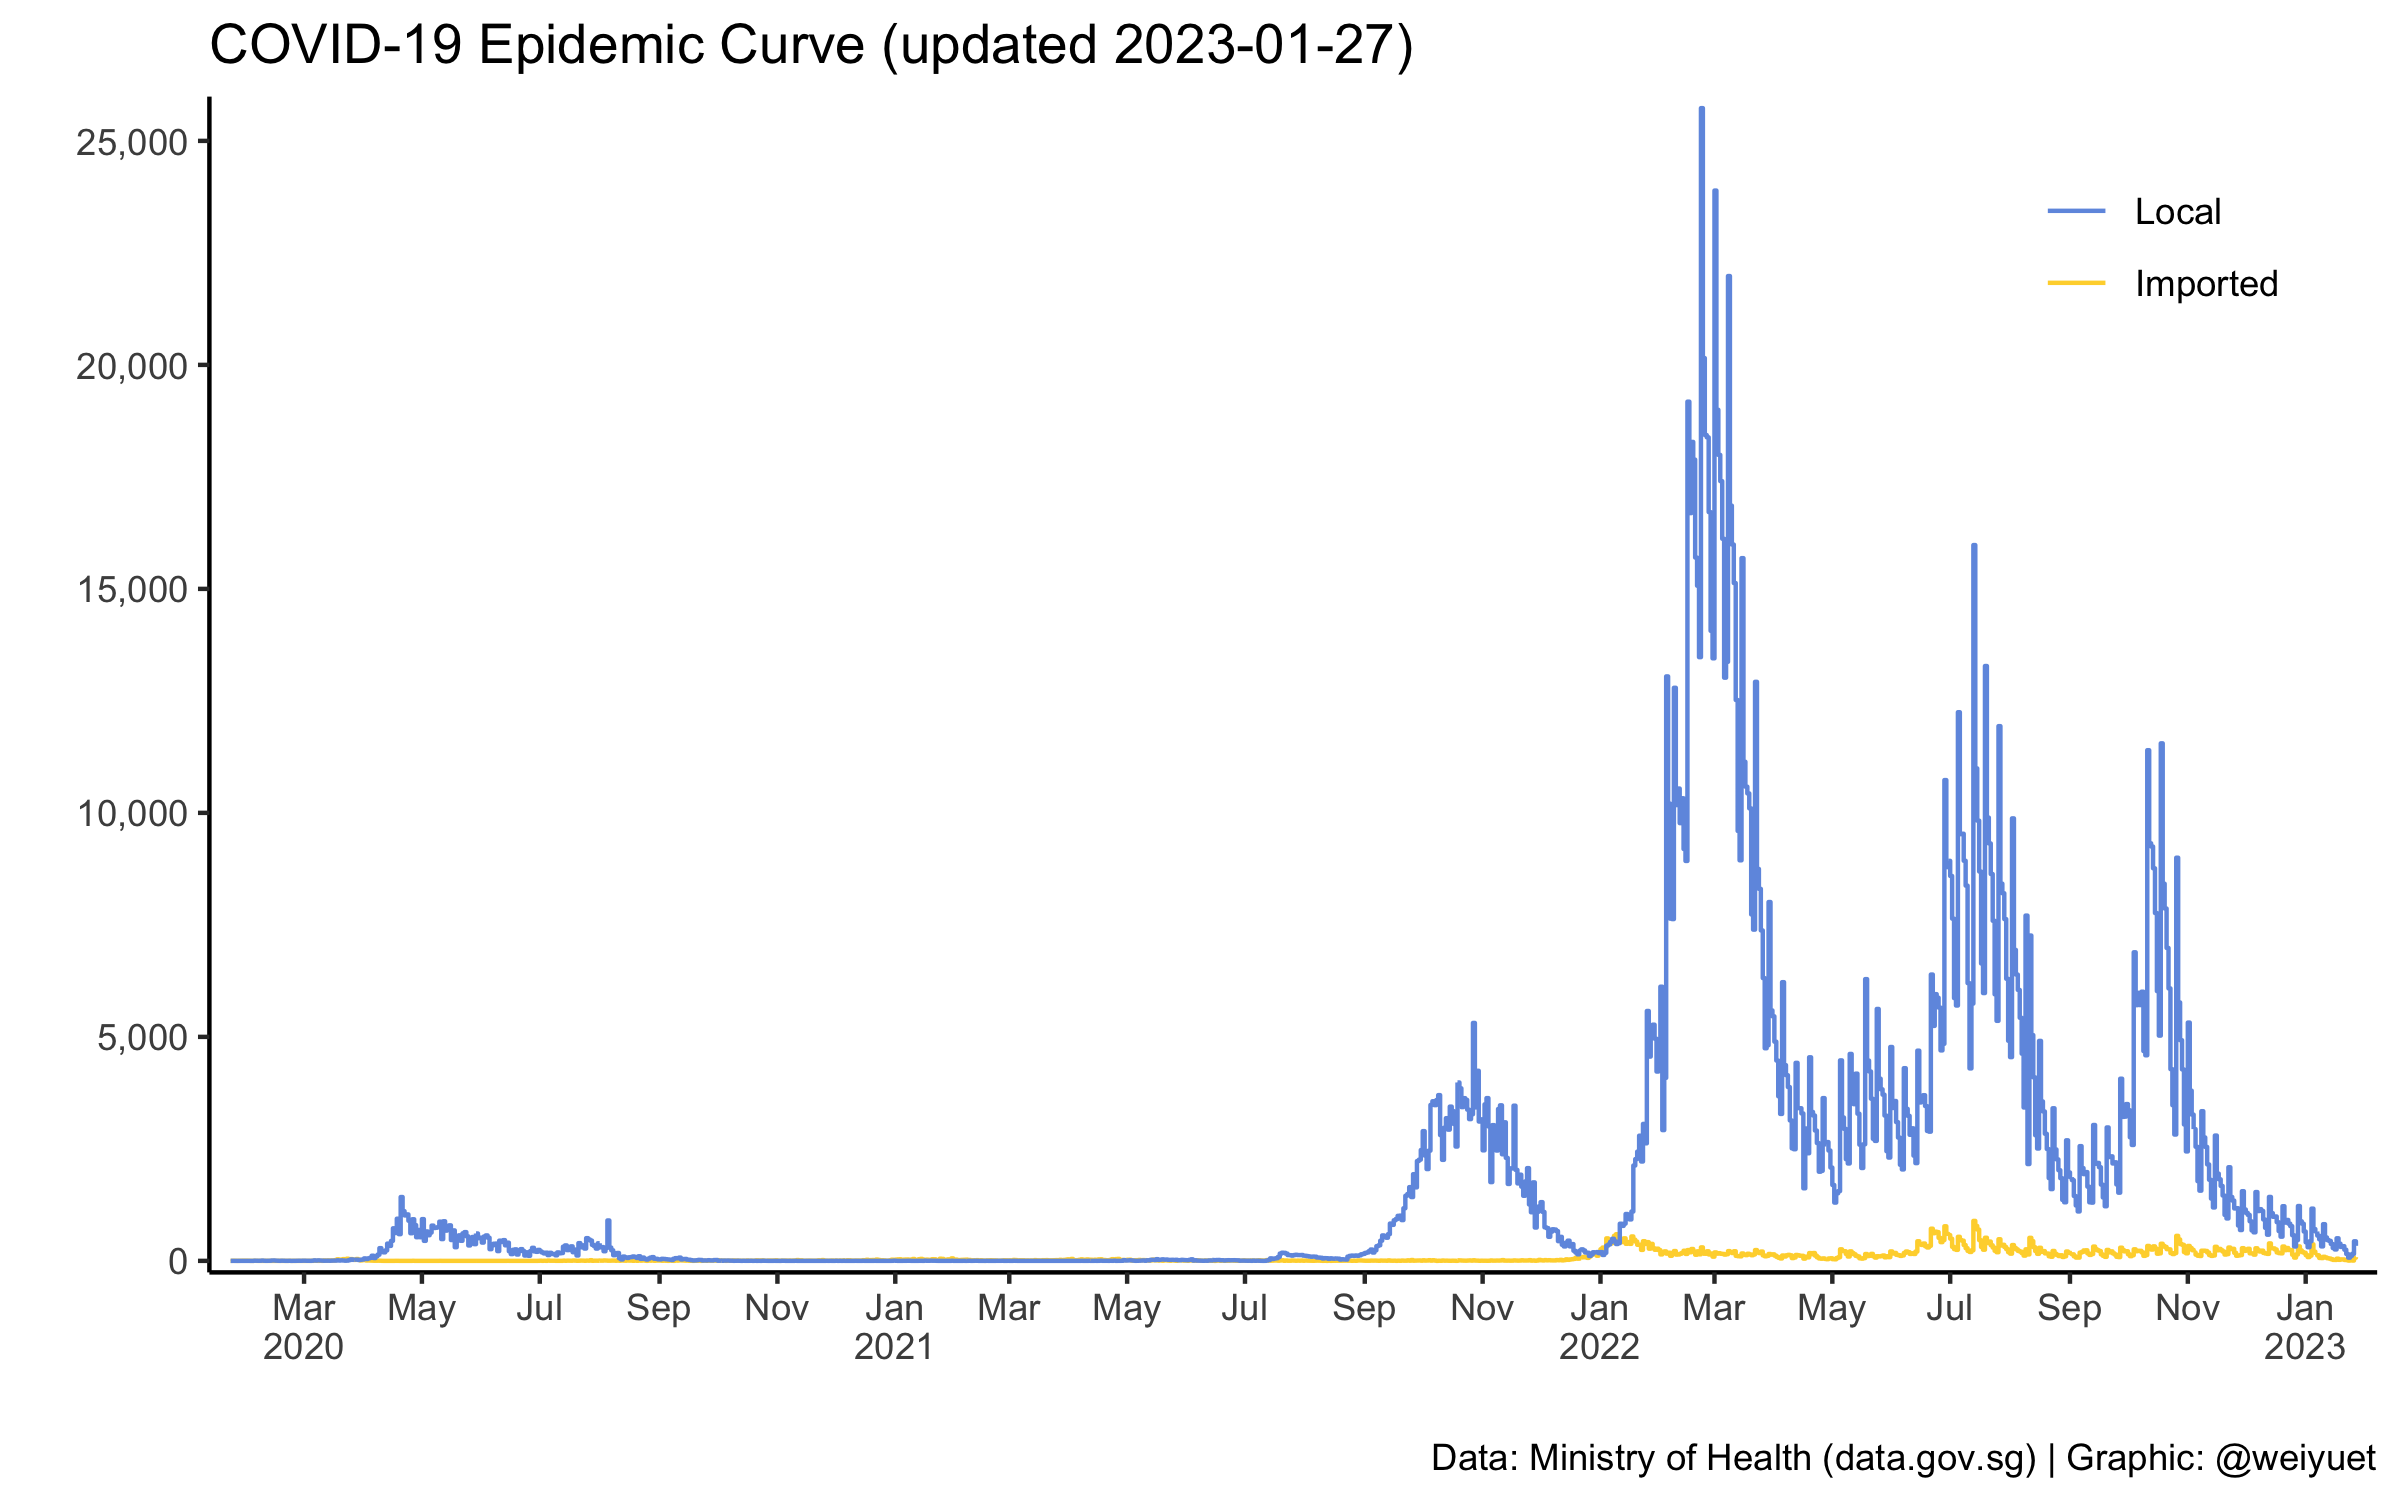 COVID-19 Epidemic Curve (updated 2023-01-27)
25,000
20,000
15,000
10,000
5,000
0
Local
Imported
Mar May Jul Sep Nov Jan Mar May Jul Sep Nov Jan Mar May Jul Sep Nov Jan
2020 2021 2022 2023
Data: Ministry of Health (data.gov.sg) | Graphic: @weiyuet